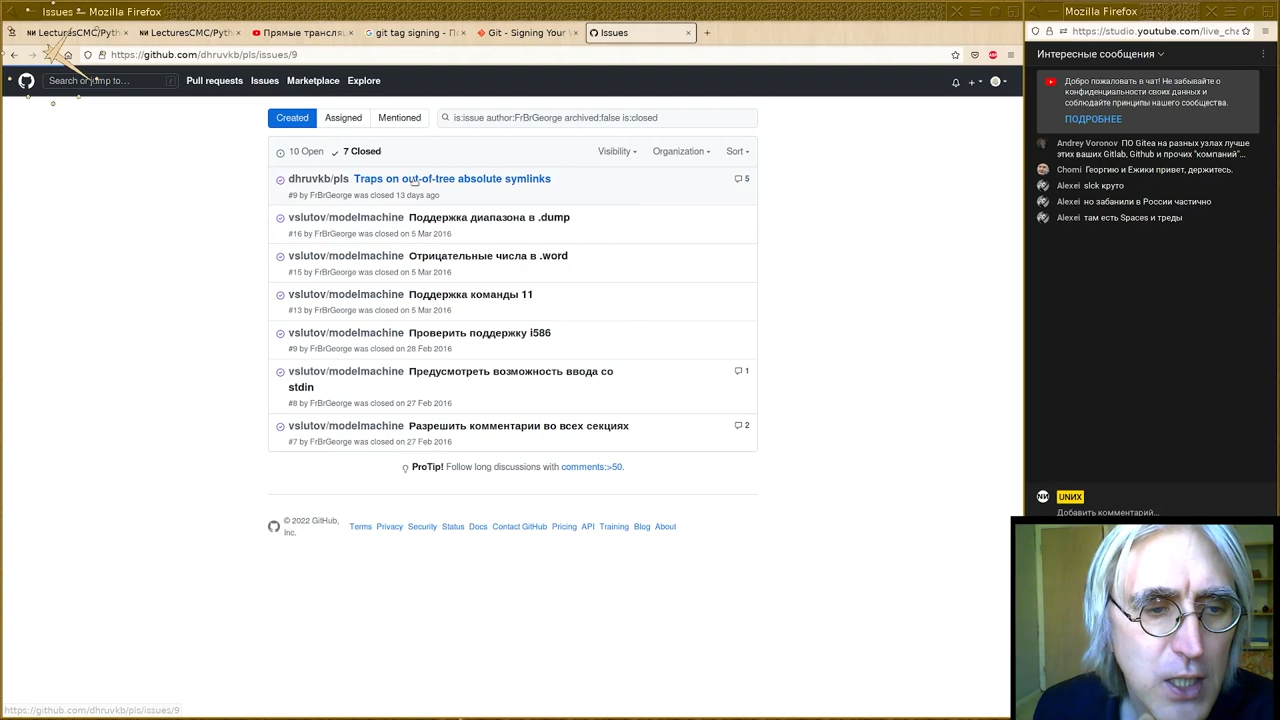 Issues — Mozilla Firefox
LecturesCMC/Pyth
LecturesCMC/Pyth
Прямые трансляц
git tag signing - По
Git - Signing Your W
Issues
https://github.com/dhruvkb/pls/issues/9
Search or jump to…
/
Pull requests
Issues
Marketplace
Explore
Created
Assigned
Mentioned
is:issue author:FrBrGeorge archived:false is:closed
10 Open
7 Closed
Visibility
Organization
Sort
dhruvkb/pls Traps on out-of-tree absolute symlinks
5
#9 by FrBrGeorge was closed 13 days ago
vslutov/modelmachine Поддержка диапазона в .dump
#16 by FrBrGeorge was closed on 5 Mar 2016
vslutov/modelmachine Отрицательные числа в .word
#15 by FrBrGeorge was closed on 5 Mar 2016
vslutov/modelmachine Поддержка команды 11
#13 by FrBrGeorge was closed on 5 Mar 2016
vslutov/modelmachine Проверить поддержку i586
#9 by FrBrGeorge was closed on 28 Feb 2016
vslutov/modelmachine Предусмотреть возможность ввода со
stdin
1
#8 by FrBrGeorge was closed on 27 Feb 2016
vslutov/modelmachine Разрешить комментарии во всех секциях
2
#7 by FrBrGeorge was closed on 27 Feb 2016
ProTip! Follow long discussions with comments:>50.
© 2022 GitHub,
Inc.
Terms Privacy Security Status Docs Contact GitHub Pricing API Training Blog About
https://github.com/dhruvkb/pls/issues/9
Mozilla Firefox
https://studio.youtube.com/live_cha
Интересные сообщения
Добро пожаловать в чат! Не забывайте о
конфиденциальности своих данных и
соблюдайте принципы нашего сообщества.
ПОДРОБНЕЕ
Andrey Voronov ПО Gitea на разных узлах лучше
этих ваших Gitlab, Github и прочих "компаний"...
Chomi Георгию и Ежики привет, держитесь.
Alexei slck круто
Alexei но забанили в России частично
Alexei там есть Spaces и треды
UNИX
Добавить комментарий...